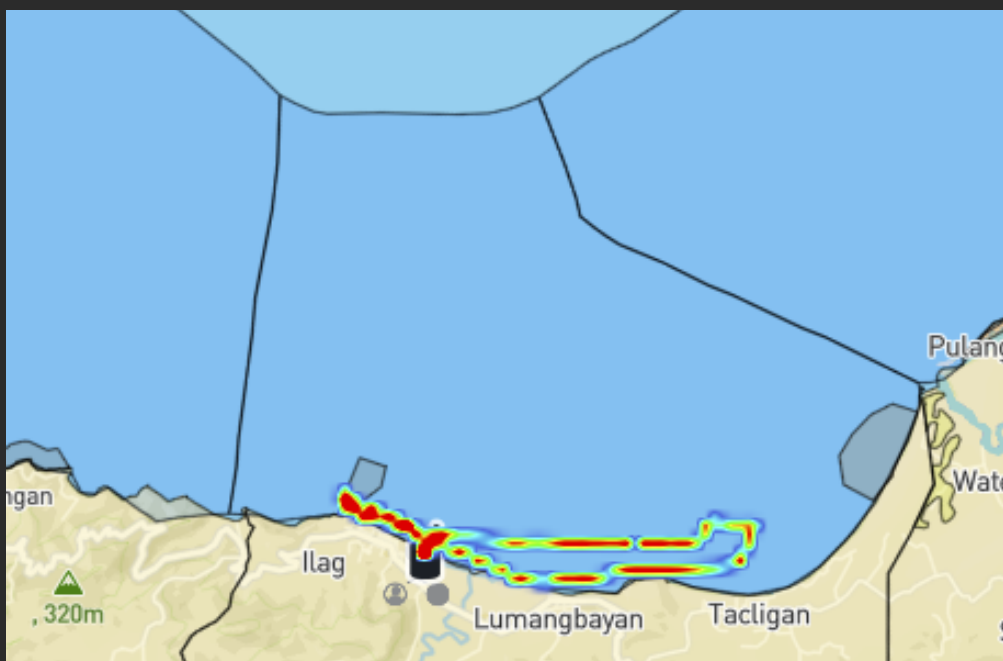 Pulang
ngan
Wate
Ilag
, 320m
Lumangbayan
Tacligan
S